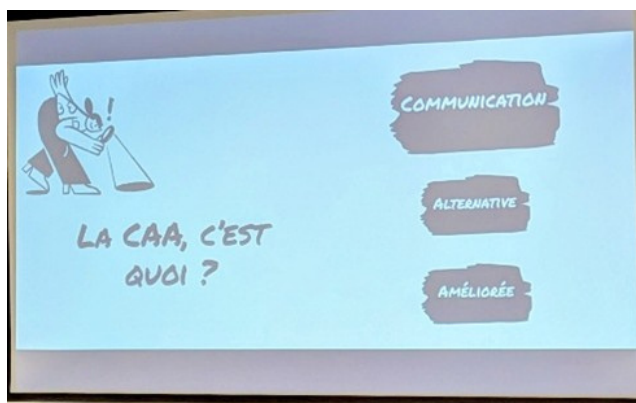 !
La CAA, c'est
quoi ?
Communication
Alternative
Améliorée